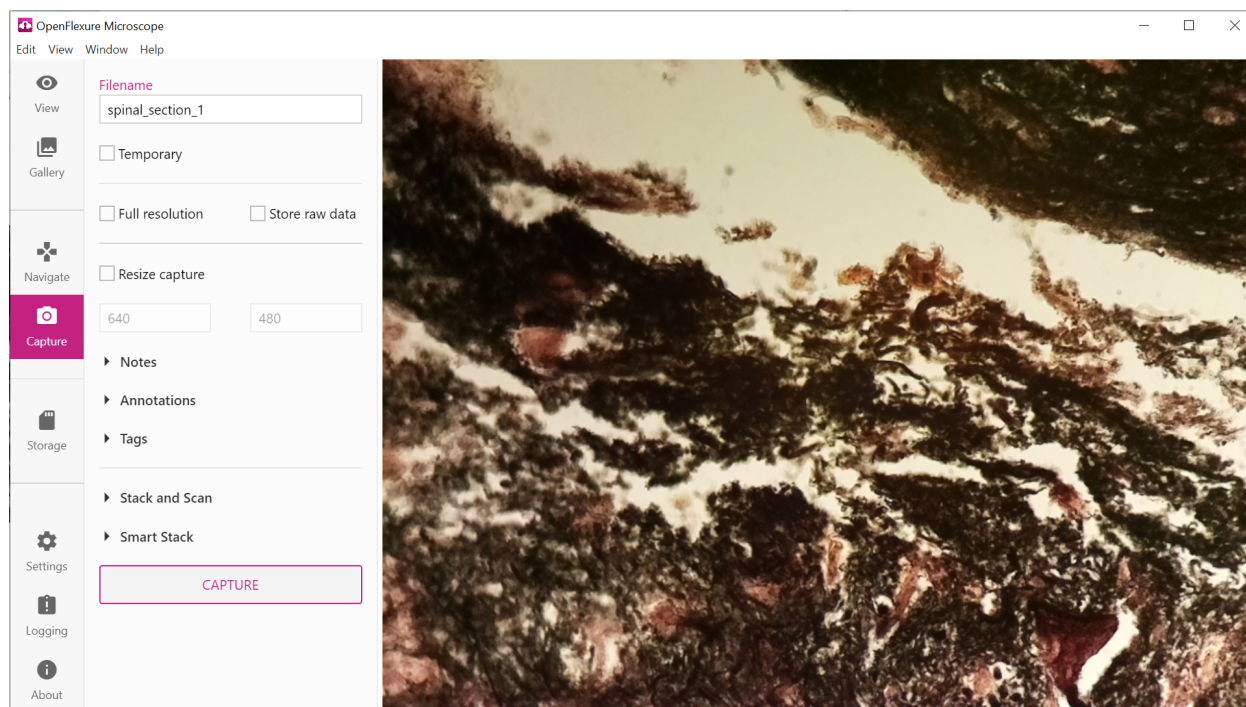 OpenFlexure Microscope
Edit View Window Help
View
Gallery
Navigate
Capture
Storage
Settings
Logging
About
Filename
spinal_section_1
Temporary
Full resolution Store raw data
Resize capture
640 480
Notes
Annotations
Tags
Stack and Scan
Smart Stack
CAPTURE